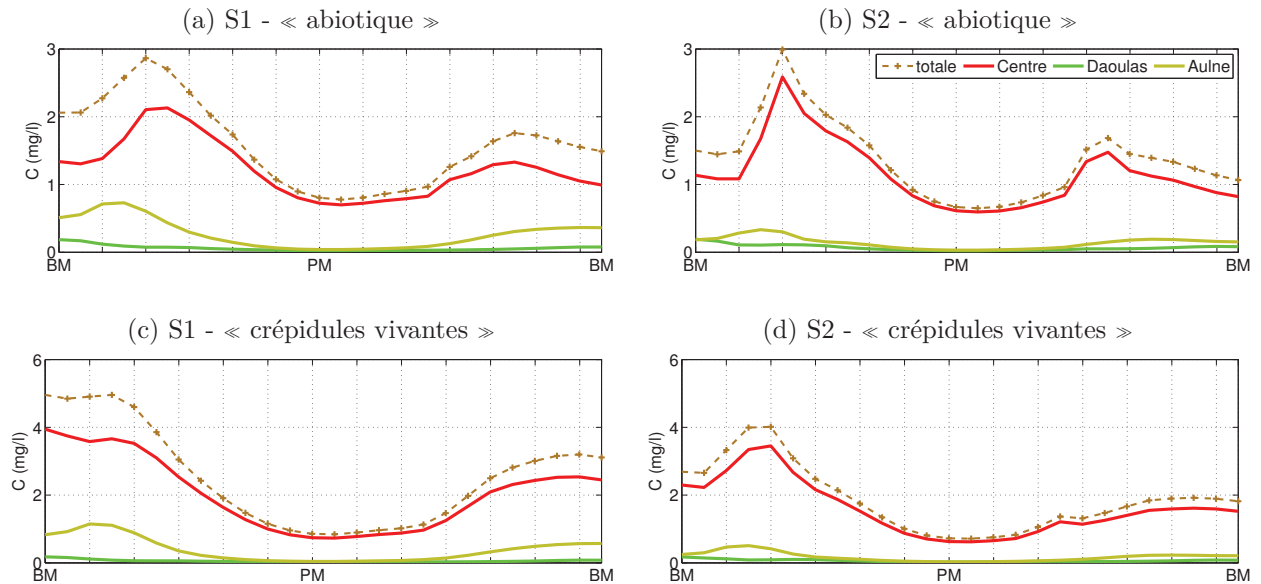 (a) S1 - « abiotique »
(b) S2 - « abiotique »
3
2
1
0
C (mg/l)
BM
PM
BM
3
2
1
0
C (mg/l)
totale Centre Daoulas Aulne
BM
PM
BM
(c) S1 - « crépidules vivantes »
(d) S2 - « crépidules vivantes »
6
4
2
0
C (mg/l)
BM
PM
BM
6
4
2
0
C (mg/l)
BM
PM
BM